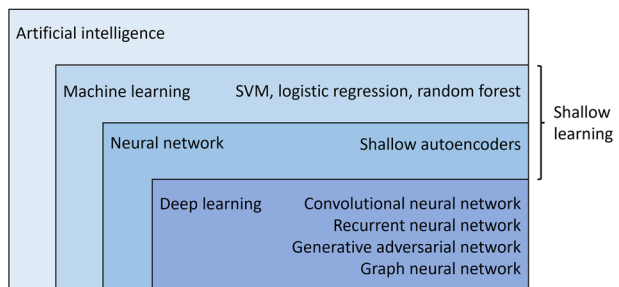 Artificial intelligence
Machine learning SVM, logistic regression, random forest
Shallow
learning
Neural network Shallow autoencoders
Deep learning Convolutional neural network
Recurrent neural network
Generative adversarial network
Graph neural network